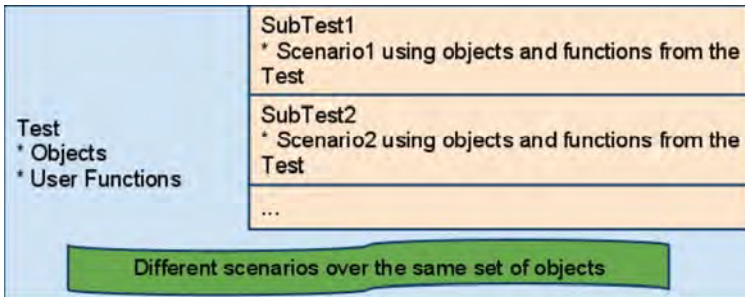 Test
* Objects
* User Functions
SubTest1
* Scenario1 using objects and functions from the
Test
SubTest2
* Scenario2 using objects and functions from the
Test
...
Different scenarios over the same set of objects